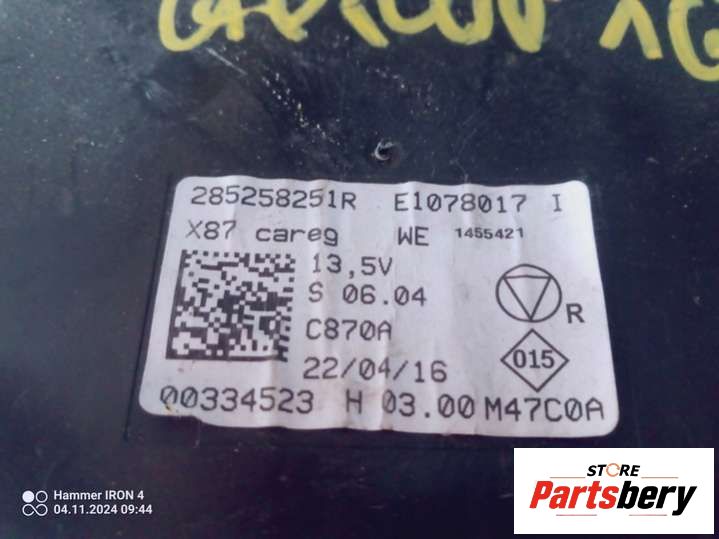 285258251R E1078017 I
X87 careg WE 1455421
13,5V
S 06.04
C870A
R
015
22/04/16
00334523 H 03.00 M47C0A
Hammer IRON 4
04.11.2024 09:44
STORE
Partsbery